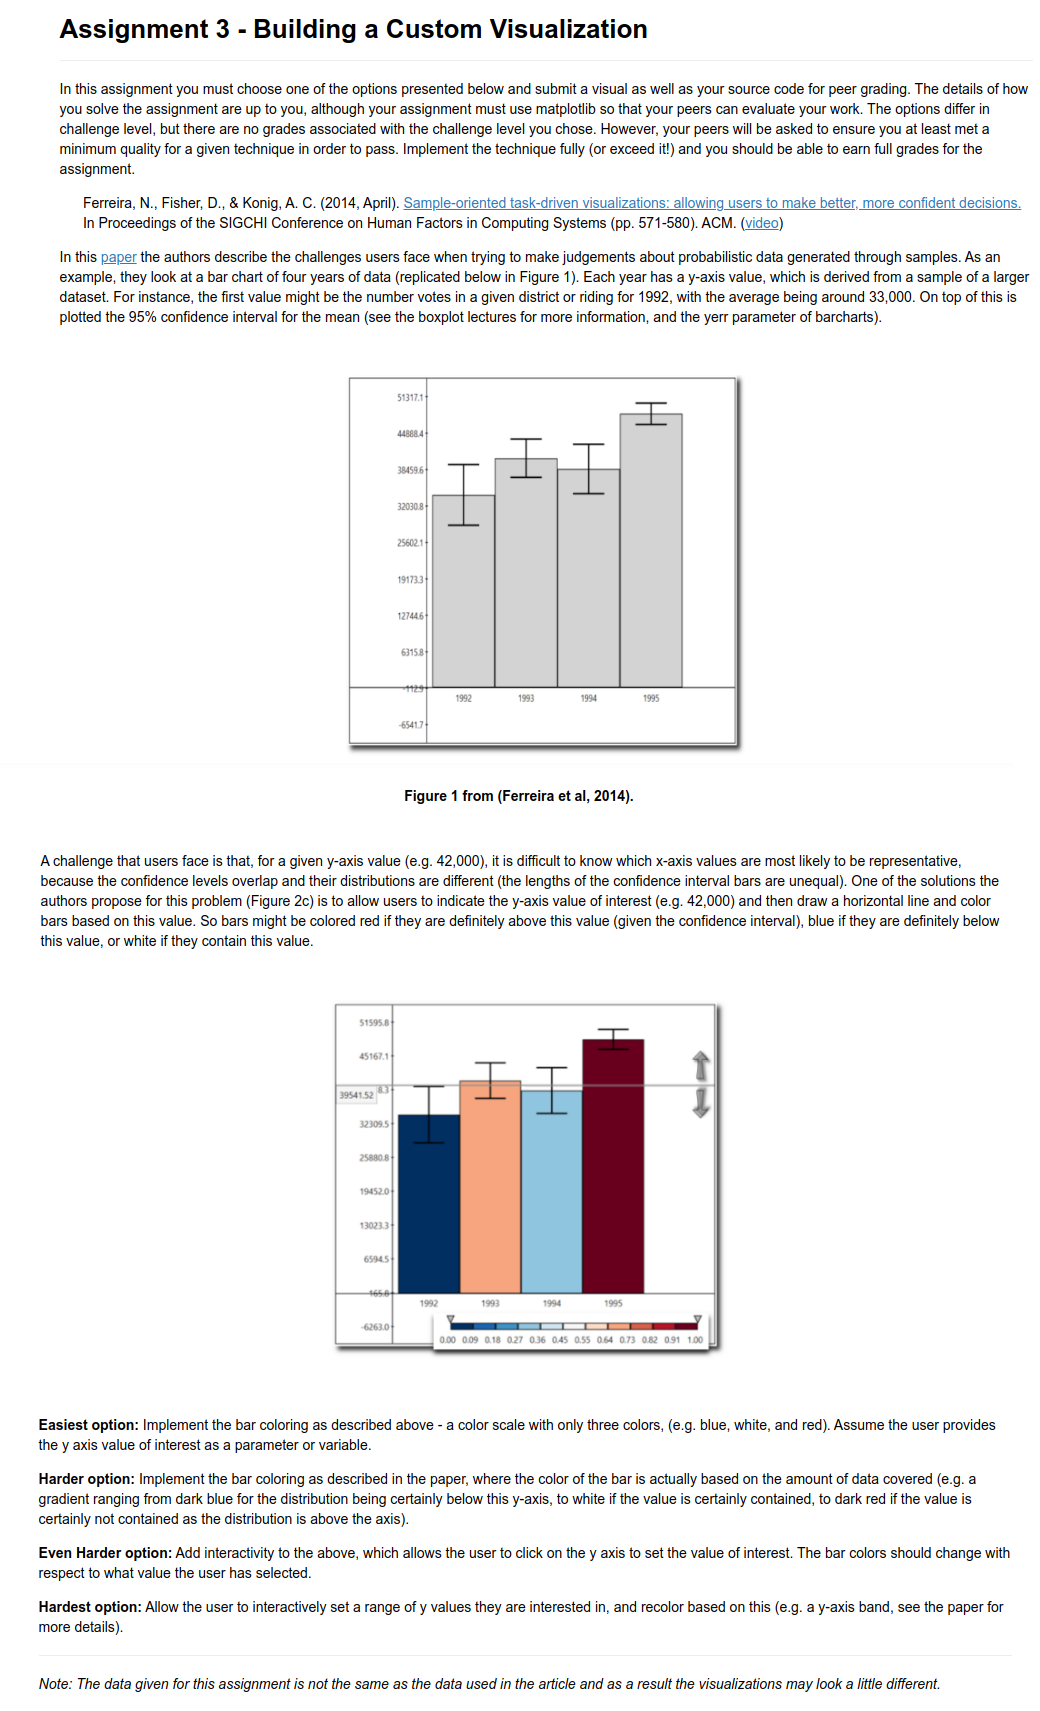 Assignment 3 - Building a Custom Visualization
In this assignment you must choose one of the options presented below and submit a visual as well as your source code for peer grading. The details of how
you solve the assignment are up to you, although your assignment must use matplotlib so that your peers can evaluate your work. The options differ in
challenge level, but there are no grades associated with the challenge level you chose. However, your peers will be asked to ensure you at least met a
minimum quality for a given technique in order to pass. Implement the technique fully (or exceed it!) and you should be able to earn full grades for the
assignment.
Ferreira, N., Fisher, D., & Konig, A. C. (2014, April). Sample-oriented task-driven visualizations: allowing users to make better, more confident decisions.
In Proceedings of the SIGCHI Conference on Human Factors in Computing Systems (pp. 571-580). ACM. (video)
In this paper the authors describe the challenges users face when trying to make judgements about probabilistic data generated through samples. As an
example, they look at a bar chart of four years of data (replicated below in Figure 1). Each year has a y-axis value, which is derived from a sample of a larger
dataset. For instance, the first value might be the number votes in a given district or riding for 1992, with the average being around 33,000. On top of this is
plotted the 95% confidence interval for the mean (see the boxplot lectures for more information, and the yerr parameter of barcharts).
51317.1
44888.4
38459.6
32030.8
25602.1
19173.3
12744.6
6315.8
-112.9
1992 1993 1994 1995
-6541.7
Figure 1 from (Ferreira et al, 2014).
A challenge that users face is that, for a given y-axis value (e.g. 42,000), it is difficult to know which x-axis values are most likely to be representative,
because the confidence levels overlap and their distributions are different (the lengths of the confidence interval bars are unequal). One of the solutions the
authors propose for this problem (Figure 2c) is to allow users to indicate the y-axis value of interest (e.g. 42,000) and then draw a horizontal line and color
bars based on this value. So bars might be colored red if they are definitely above this value (given the confidence interval), blue if they are definitely below
this value, or white if they contain this value.
51595.8
45167.1
39541.52 8.3
32309.5
25880.8
19452.0
13023.3
6594.5
165.8
1992 1993 1994 1995
-6263.0
0.00 0.09 0.18 0.27 0.36 0.45 0.55 0.64 0.73 0.82 0.91 1.00
Easiest option: Implement the bar coloring as described above - a color scale with only three colors, (e.g. blue, white, and red). Assume the user provides
the y axis value of interest as a parameter or variable.
Harder option: Implement the bar coloring as described in the paper, where the color of the bar is actually based on the amount of data covered (e.g. a
gradient ranging from dark blue for the distribution being certainly below this y-axis, to white if the value is certainly contained, to dark red if the value is
certainly not contained as the distribution is above the axis).
Even Harder option: Add interactivity to the above, which allows the user to click on the y axis to set the value of interest. The bar colors should change with
respect to what value the user has selected.
Hardest option: Allow the user to interactively set a range of y values they are interested in, and recolor based on this (e.g. a y-axis band, see the paper for
more details).
Note: The data given for this assignment is not the same as the data used in the article and as a result the visualizations may look a little different.